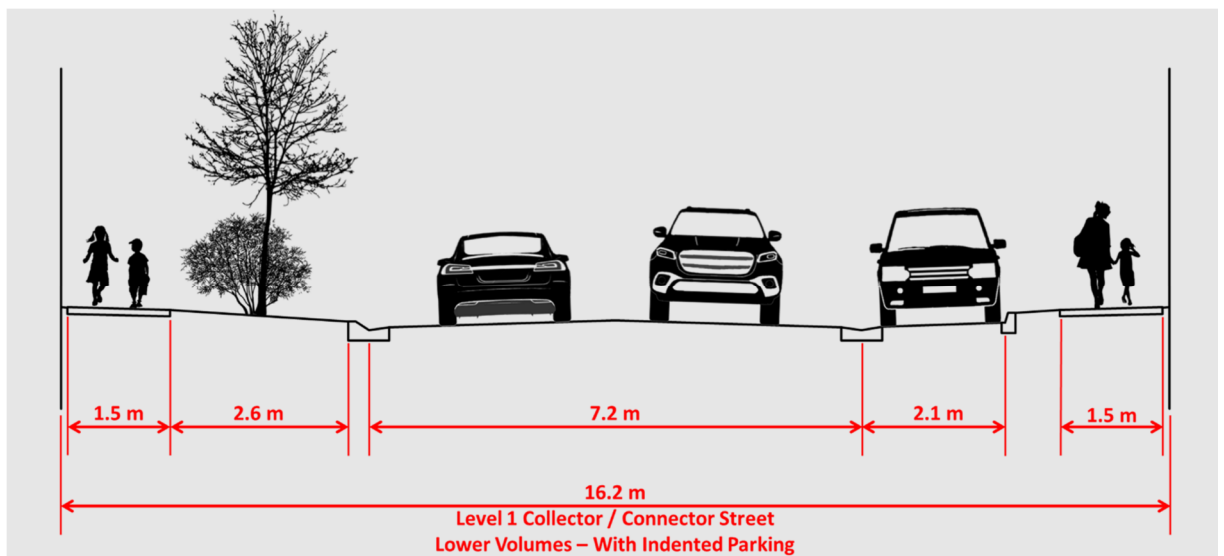 1.5 m
2.6 m
7.2 m
2.1 m
1.5 m
16.2 m
Level 1 Collector / Connector Street
Lower Volumes – With Indented Parking